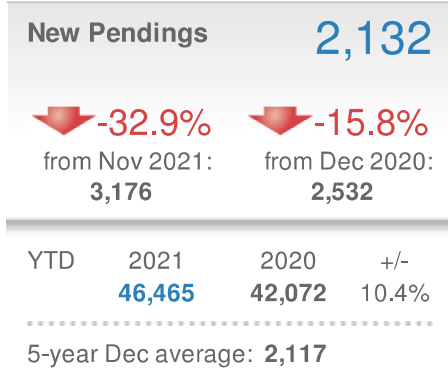 New Pendings 2,132
-32.9% -15.8%
from Nov 2021: from Dec 2020:
3,176 2,532
YTD 2021 2020 +/-
46,465 42,072 10.4%
5-year Dec average: 2,117